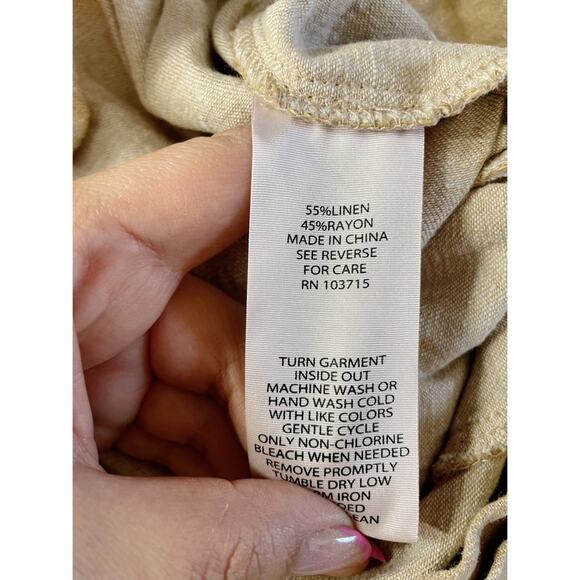 55%LINEN
45%RAYON
MADE IN CHINA
SEE REVERSE
FOR CARE
RN 103715
TURN GARMENT
INSIDE OUT
MACHINE WASH OR
HAND WASH COLD
WITH LIKE COLORS
GENTLE CYCLE
ONLY NON-CHLORINE
BLEACH WHEN NEEDED
REMOVE PROMPTLY
TUMBLE DRY LOW
IRON